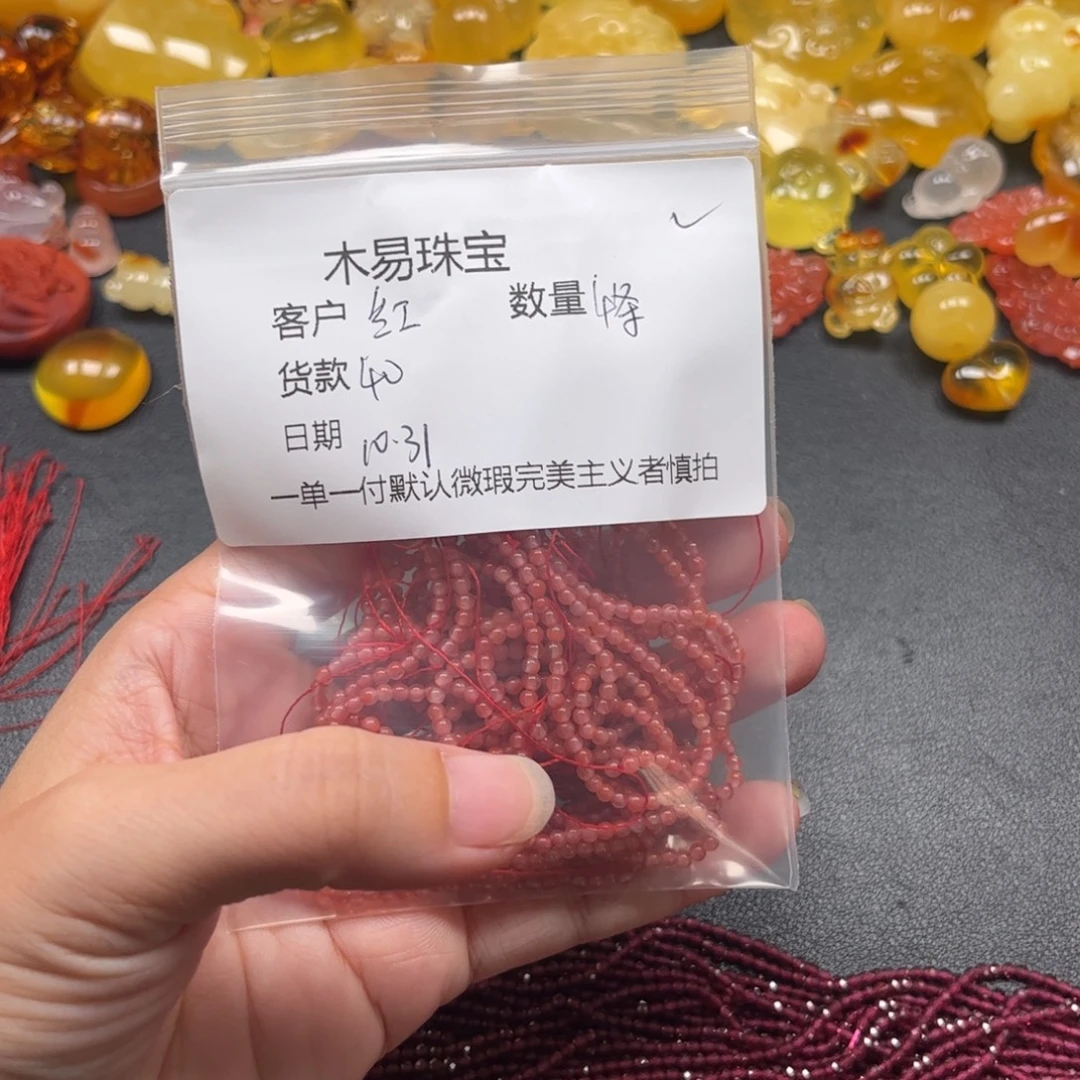 木易珠宝
客户 红 数量 4条
货款 40
日期 10.31
一单一付默认微瑕完美主义者慎拍